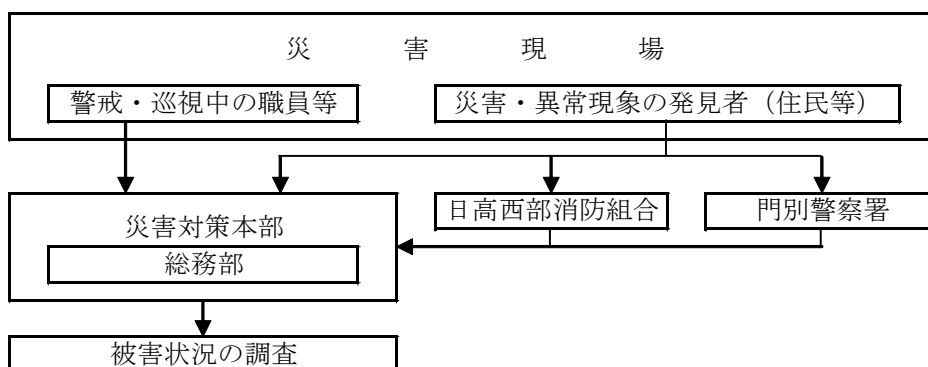 災害現場
警戒・巡視中の職員等
災害・異常現象の発見者（住民等）
災害対策本部
総務部
日高西部消防組合
門別警察署
被害状況の調査